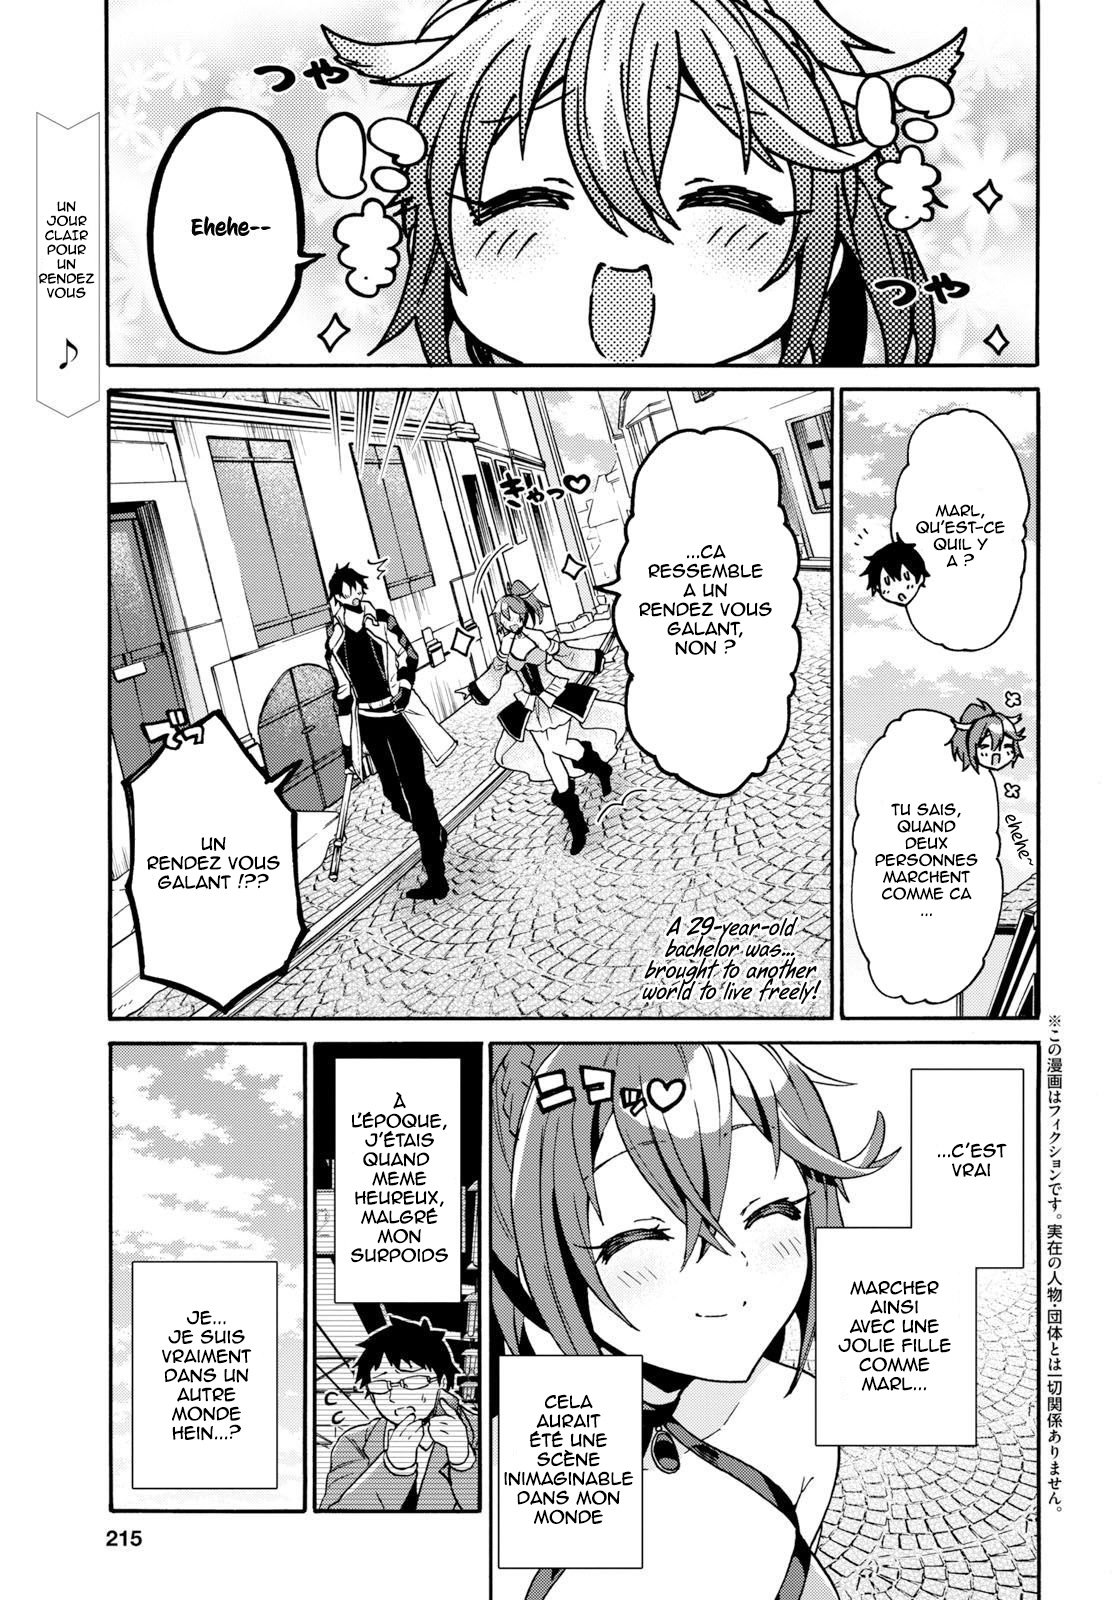 つや
Ehehe--
つや
UN
JOUR
CLAIR
POUR
UN
RENDEZ
VOUS
♪
MARL,
QU'EST-CE
QUIL Y
A ?
TU SAIS,
QUAND
DEUX
PERSONNES
MARCHENT
COMME CA
...
ehehe~
きゃっ♡
...CA
RESSEMBLE
A UN
RENDEZ VOUS
GALANT,
NON ?
でっ
UN
RENDEZ VOUS
GALANT !??
A 29-year-old
bachelor was...
brought to another
world to live freely!
ニコッ♡
...C'EST
VRAI
MARCHER
AINSI
AVEC UNE
JOLIE FILLE
COMME
MARL...
CELA
AURAIT
ÉTÉ UNE
SCÈNE
INIMAGINABLE
DANS MON
MONDE
À
L'ÉPOQUE,
J'ÉTAIS
QUAND
MEME
HEUREUX,
MALGRÉ
MON
SURPOIDS
JE...
JE SUIS
VRAIMENT
DANS UN
AUTRE
MONDE
HEIN...?
※この漫画はフィクションです。実在の人物・団体とは一切関係ありません。
215